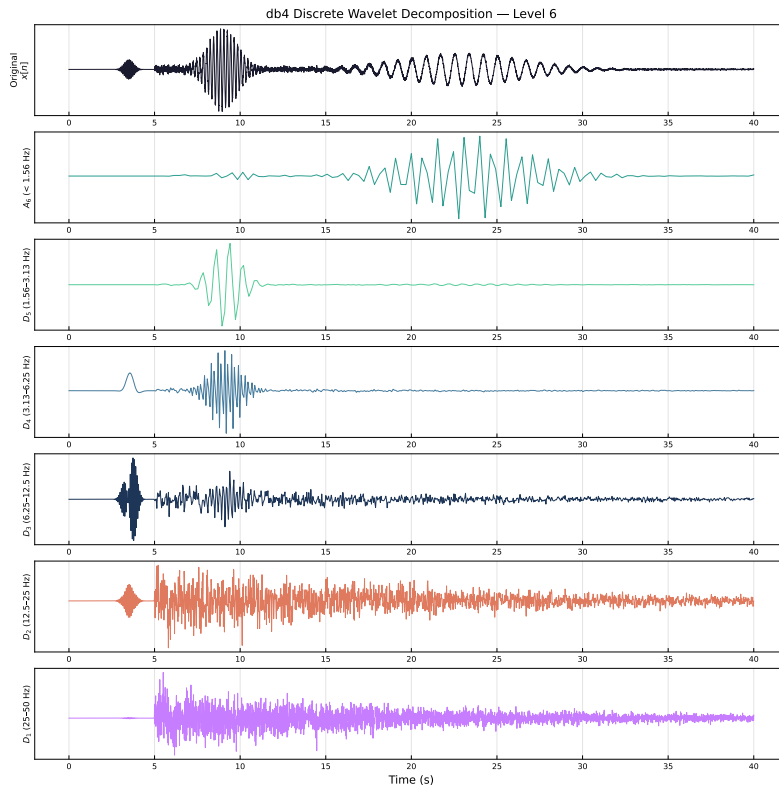 db4 Discrete Wavelet Decomposition — Level 6
Original
x[n]
0 5 10 15 20 25 30 35 40
A₆ (< 1.56 Hz)
0 5 10 15 20 25 30 35 40
D₅ (1.56–3.13 Hz)
0 5 10 15 20 25 30 35 40
D₄ (3.13–6.25 Hz)
0 5 10 15 20 25 30 35 40
D₃ (6.25–12.5 Hz)
0 5 10 15 20 25 30 35 40
D₂ (12.5–25 Hz)
0 5 10 15 20 25 30 35 40
D₁ (25–50 Hz)
0 5 10 15 20 25 30 35 40
Time (s)